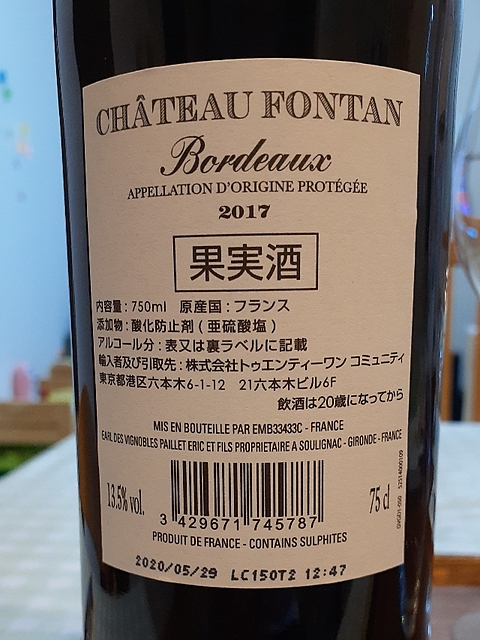 CHÂTEAU FONTAN
Bordeaux
APPELLATION D'ORIGINE PROTÉGÉE
2017
果実酒
内容量：750ml　原産国：フランス
添加物：酸化防止剤（亜硫酸塩）
アルコール分：表又は裏ラベルに記載
輸入者及び引取先：株式会社トゥエンティーワン コミュニティ
東京都港区六本木6-1-12　21六本木ビル6F
飲酒は20歳になってから
MIS EN BOUTEILLE PAR EMB33433C - FRANCE
EARL DES VIGNOBLES PAILLET ERIC ET FILS PROPRIETAIRE A SOULIGNAC - GIRONDE - FRANCE
13.5% vol.
75 cl
3 429671 745787
PRODUIT DE FRANCE - CONTAINS SULPHITES
2020/05/29 LC150T2 12:47